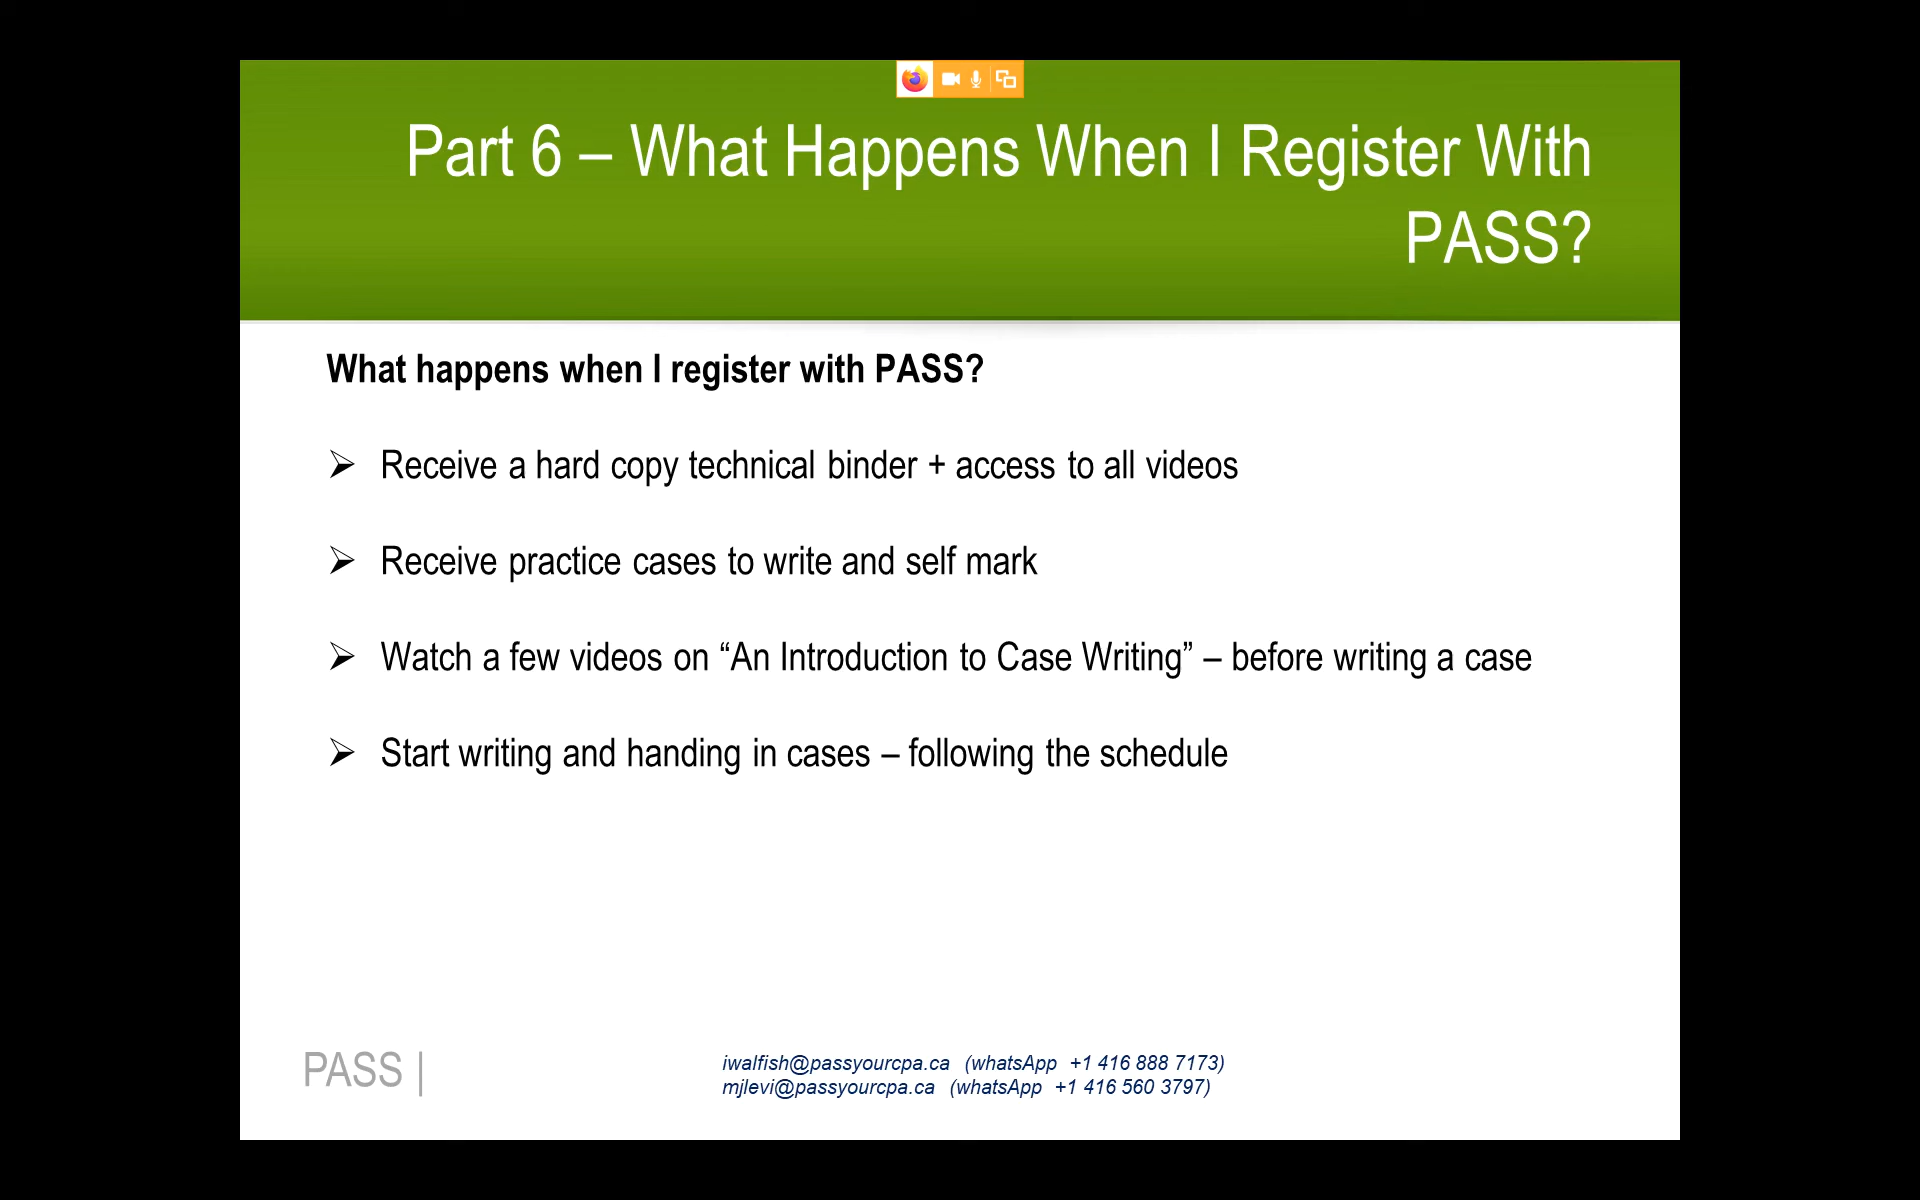 Part 6 – What Happens When I Register With
PASS?
What happens when I register with PASS?
➢ Receive a hard copy technical binder + access to all videos
➢ Receive practice cases to write and self mark
➢ Watch a few videos on “An Introduction to Case Writing” – before writing a case
➢ Start writing and handing in cases – following the schedule
PASS |
iwalfish@passyourcpa.ca (whatsApp +1 416 888 7173)
mjlevi@passyourcpa.ca (whatsApp +1 416 560 3797)